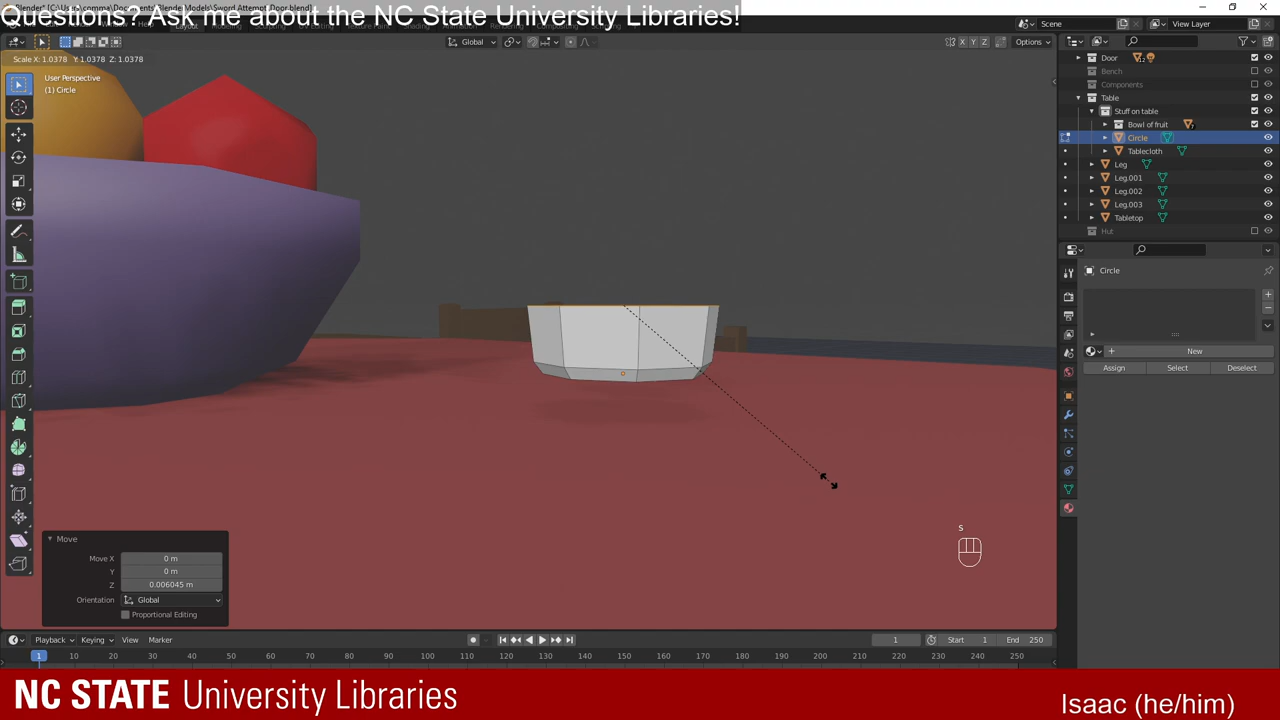 Questions? Ask me about the NC State University Libraries!
Scene
View Layer
Global
X Y Z
Options
Scale X: 1.0378 Y: 1.0378 Z: 1.0378
User Perspective
(1) Circle
Door
Bench
Components
Table
Stuff on table
Bowl of fruit
Circle
Tablecloth
Leg
Leg.001
Leg.002
Leg.003
Tabletop
Hut
Circle
New
Assign
Select
Deselect
s
Move
Move X
0 m
Y
0 m
Z
0.006045 m
Orientation
Global
Proportional Editing
Playback
Keying
View
Marker
1
Start
1
End
250
1
10
20
30
40
50
60
70
80
90
100
110
120
130
140
150
160
170
180
190
200
210
220
230
240
250
NC STATE University Libraries
Isaac (he/him)